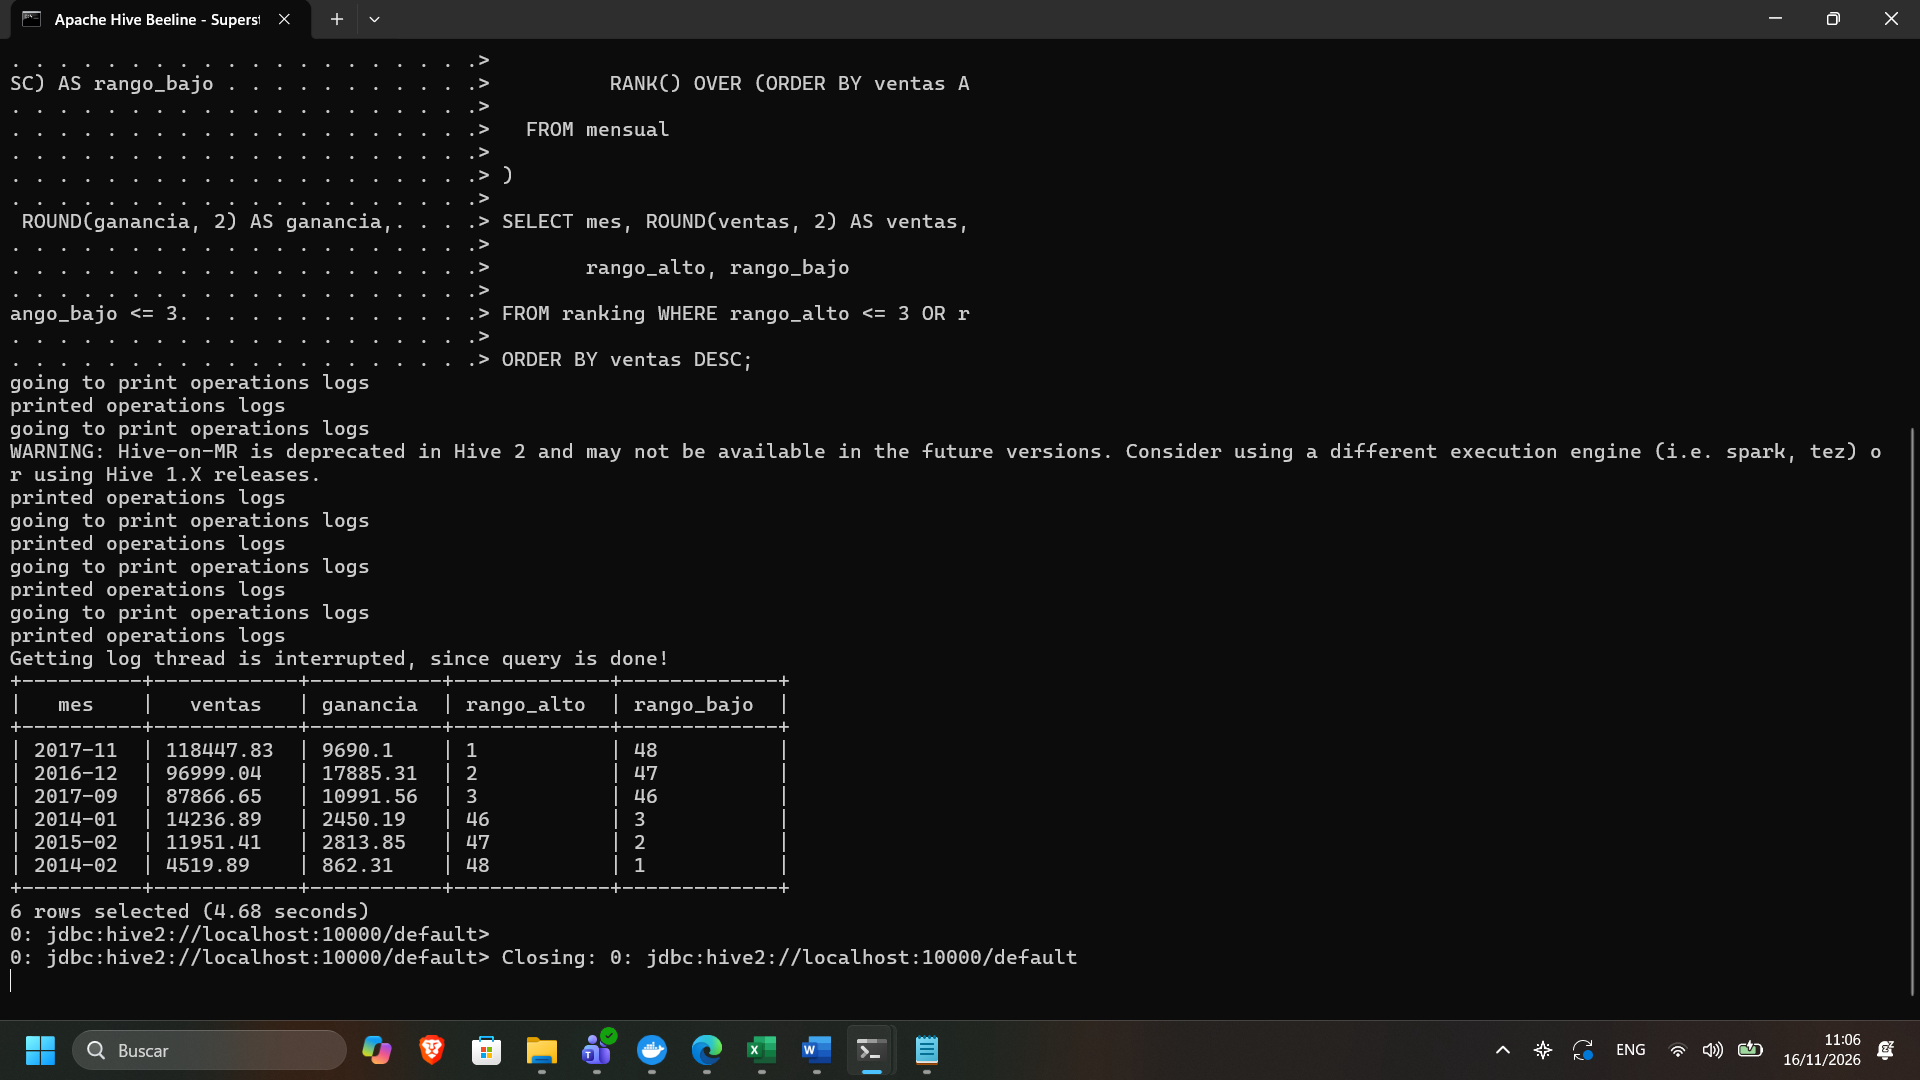 Apache Hive Beeline - Superst
. . . . . . . . . . . . . . . . . . . .>
SC) AS rango_bajo . . . . . . . . . . .>          RANK() OVER (ORDER BY ventas A
. . . . . . . . . . . . . . . . . . . .>
. . . . . . . . . . . . . . . . . . . .>   FROM mensual
. . . . . . . . . . . . . . . . . . . .>
. . . . . . . . . . . . . . . . . . . .> )
. . . . . . . . . . . . . . . . . . . .>
 ROUND(ganancia, 2) AS ganancia,. . . .> SELECT mes, ROUND(ventas, 2) AS ventas,
. . . . . . . . . . . . . . . . . . . .>
. . . . . . . . . . . . . . . . . . . .>        rango_alto, rango_bajo
. . . . . . . . . . . . . . . . . . . .>
ango_bajo <= 3. . . . . . . . . . . . .> FROM ranking WHERE rango_alto <= 3 OR r
. . . . . . . . . . . . . . . . . . . .>
. . . . . . . . . . . . . . . . . . . .> ORDER BY ventas DESC;
going to print operations logs
printed operations logs
going to print operations logs
WARNING: Hive-on-MR is deprecated in Hive 2 and may not be available in the future versions. Consider using a different execution engine (i.e. spark, tez) o
r using Hive 1.X releases.
printed operations logs
going to print operations logs
printed operations logs
going to print operations logs
printed operations logs
going to print operations logs
printed operations logs
Getting log thread is interrupted, since query is done!
+----------+------------+-----------+-------------+-------------+
|   mes    |   ventas   | ganancia  | rango_alto  | rango_bajo  |
+----------+------------+-----------+-------------+-------------+
| 2017-11  | 118447.83  | 9690.1    | 1           | 48          |
| 2016-12  | 96999.04   | 17885.31  | 2           | 47          |
| 2017-09  | 87866.65   | 10991.56  | 3           | 46          |
| 2014-01  | 14236.89   | 2450.19   | 46          | 3           |
| 2015-02  | 11951.41   | 2813.85   | 47          | 2           |
| 2014-02  | 4519.89    | 862.31    | 48          | 1           |
+----------+------------+-----------+-------------+-------------+
6 rows selected (4.68 seconds)
0: jdbc:hive2://localhost:10000/default>
0: jdbc:hive2://localhost:10000/default> Closing: 0: jdbc:hive2://localhost:10000/default
Buscar
ENG
11:06
16/11/2026